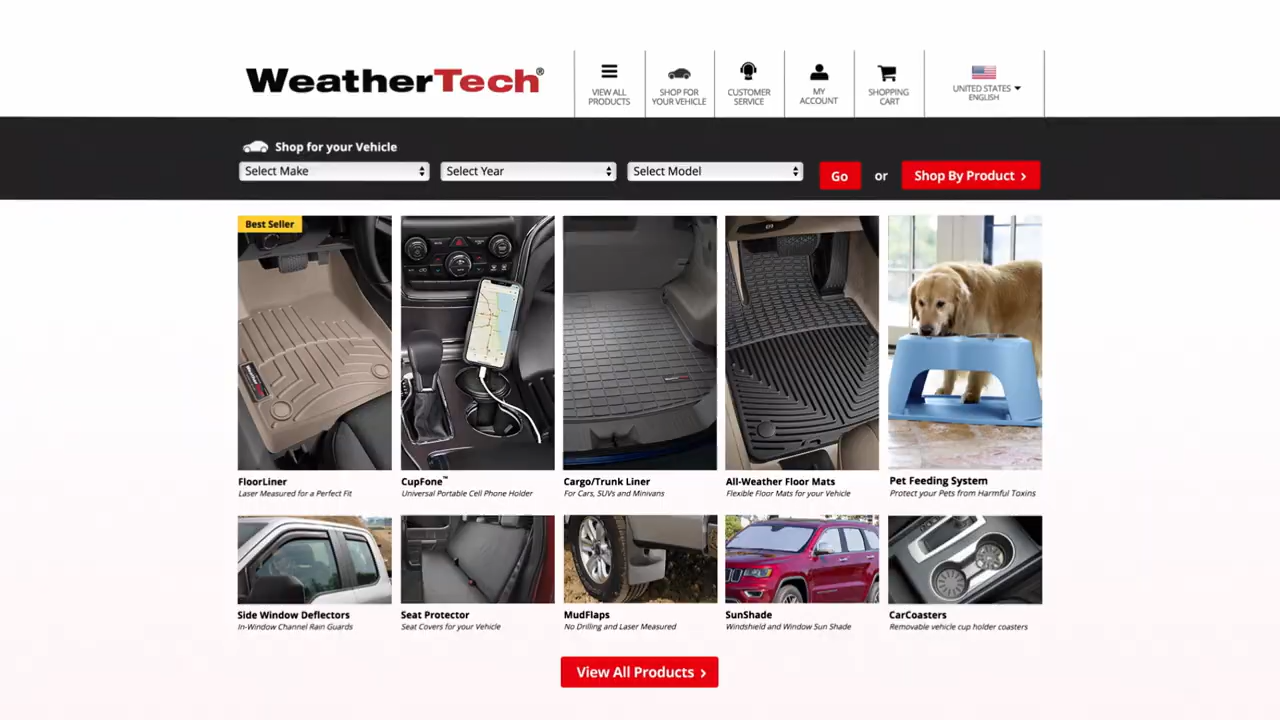 WeatherTech®
VIEW ALL
PRODUCTS
SHOP FOR
YOUR VEHICLE
CUSTOMER
SERVICE
MY
ACCOUNT
SHOPPING
CART
UNITED STATES
ENGLISH
Shop for your Vehicle
Select Make
Select Year
Select Model
Go
or
Shop By Product ›
Best Seller
FloorLiner
Laser Measured for a Perfect Fit
CupFone™
Universal Portable Cell Phone Holder
Cargo/Trunk Liner
For Cars, SUVs and Minivans
All-Weather Floor Mats
Flexible Floor Mats for your Vehicle
Pet Feeding System
Protect your Pets from Harmful Toxins
Side Window Deflectors
In-Window Channel Rain Guards
Seat Protector
Seat Covers for your Vehicle
MudFlaps
No Drilling and Laser Measured
SunShade
Windshield and Window Sun Shade
CarCoasters
Removable vehicle cup holder coasters
View All Products ›